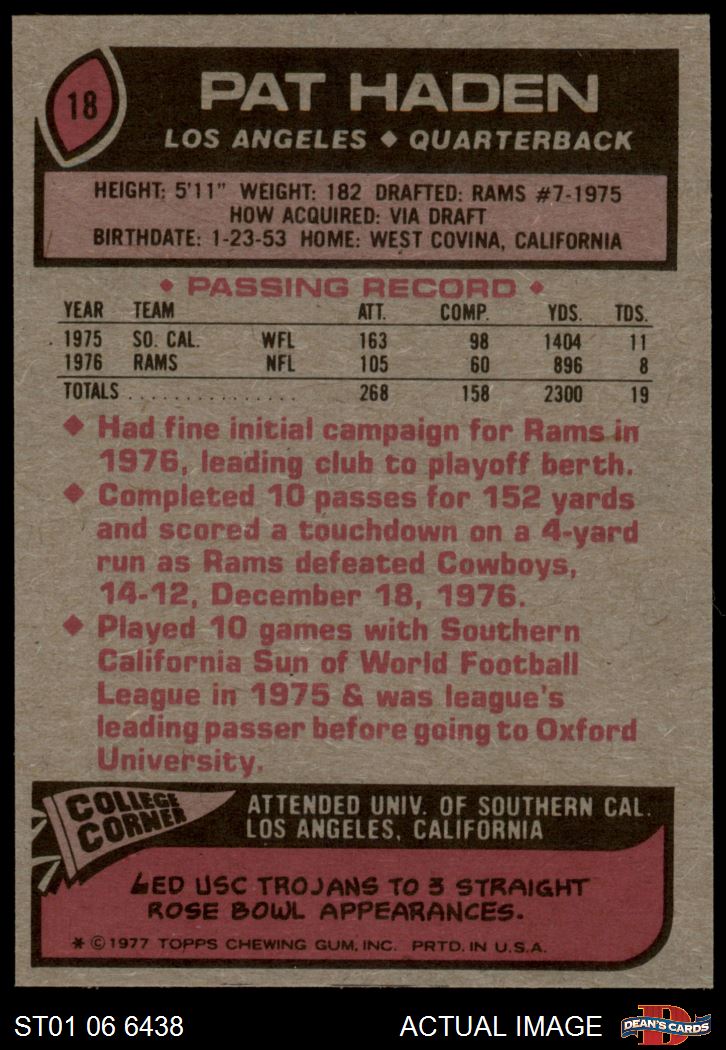 18
PAT HADEN
LOS ANGELES ◆ QUARTERBACK
HEIGHT: 5'11" WEIGHT: 182 DRAFTED: RAMS #7-1975
HOW ACQUIRED: VIA DRAFT
BIRTHDATE: 1-23-53 HOME: WEST COVINA, CALIFORNIA
◆ PASSING RECORD ◆
YEAR TEAM ATT. COMP. YDS. TDS.
1975 SO. CAL. WFL 163 98 1404 11
1976 RAMS NFL 105 60 896 8
TOTALS . . . . . . . . . . . . . . . 268 158 2300 19
◆ Had fine initial campaign for Rams in
1976, leading club to playoff berth.
◆ Completed 10 passes for 152 yards
and scored a touchdown on a 4-yard
run as Rams defeated Cowboys,
14-12, December 18, 1976.
◆ Played 10 games with Southern
California Sun of World Football
League in 1975 & was league's
leading passer before going to Oxford
University.
COLLEGE
CORNER
ATTENDED UNIV. OF SOUTHERN CAL.
LOS ANGELES, CALIFORNIA
LED USC TROJANS TO 3 STRAIGHT
ROSE BOWL APPEARANCES.
* © 1977 TOPPS CHEWING GUM, INC. PRTD. IN U.S.A.
ST01 06 6438
ACTUAL IMAGE
D
DEAN'S CARDS